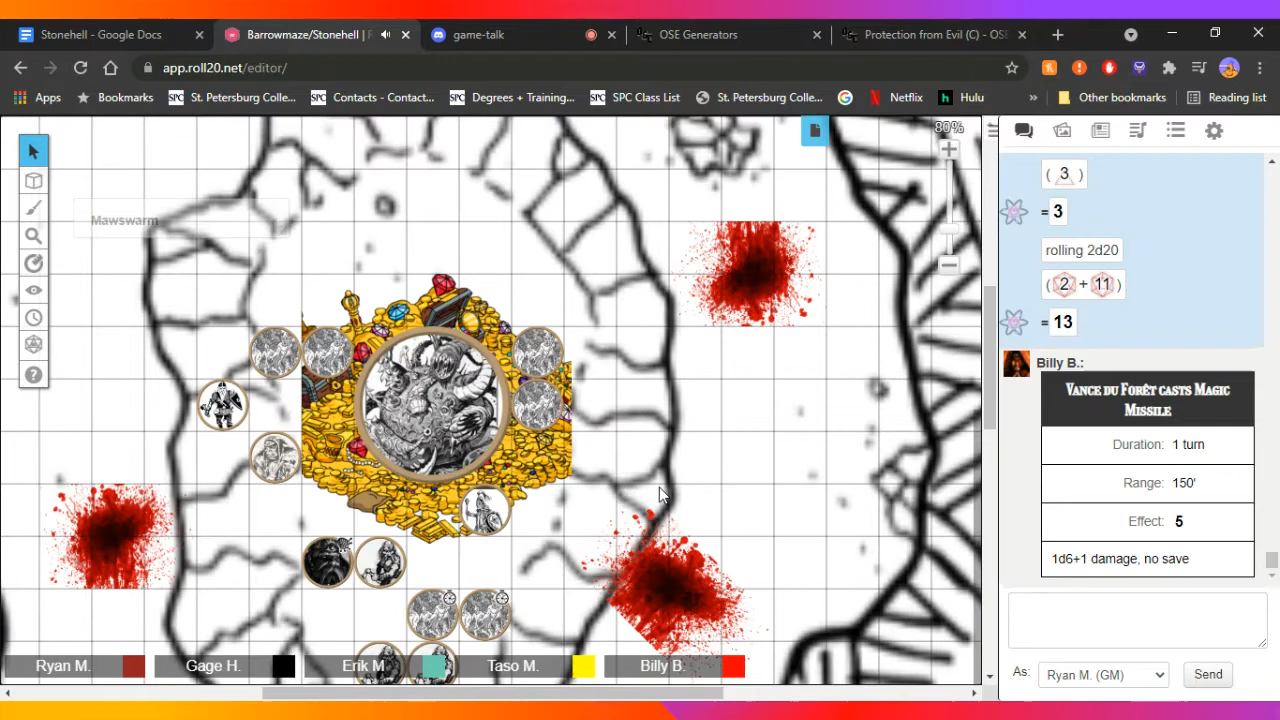 Stonehell - Google Docs
Barrowmaze/Stonehell |
game-talk
OSE Generators
Protection from Evil (C) - OSE
app.roll20.net/editor/
Apps
Bookmarks
St. Petersburg Colle...
Contacts - Contact...
Degrees + Training...
SPC Class List
St. Petersburg Colle...
Netflix
Hulu
»
Other bookmarks
Reading list
80%
Mawswarm
( 3 )
= 3
rolling 2d20
( 2 + 11 )
= 13
Billy B.:
Vance du Forêt casts Magic
Missile
Duration: 1 turn
Range: 150'
Effect: 5
1d6+1 damage, no save
Ryan M.
Gage H.
Erik M
Taso M.
Billy B.
As:
Ryan M. (GM)
Send